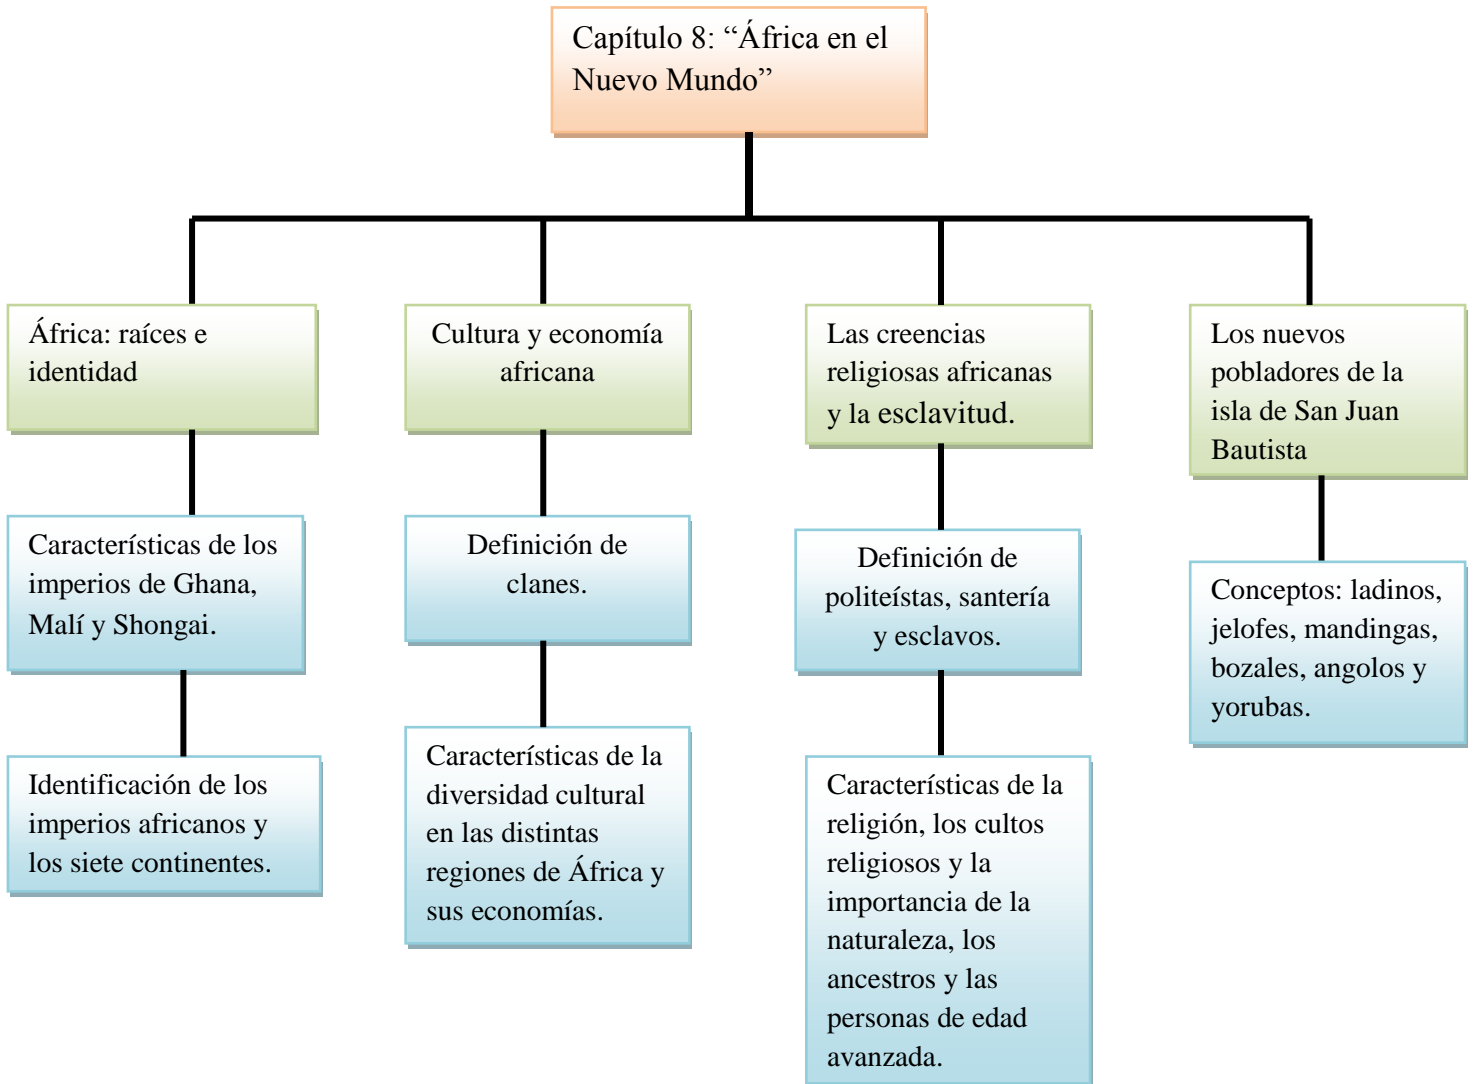 Capítulo 8: “África en el
Nuevo Mundo”
África: raíces e
identidad
Características de los
imperios de Ghana,
Malí y Shongai.
Identificación de los
imperios africanos y
los siete continentes.
Cultura y economía
africana
Definición de
clanes.
Características de la
diversidad cultural
en las distintas
regiones de África y
sus economías.
Las creencias
religiosas africanas
y la esclavitud.
Definición de
politeístas, santería
y esclavos.
Características de la
religión, los cultos
religiosos y la
importancia de la
naturaleza, los
ancestros y las
personas de edad
avanzada.
Los nuevos
pobladores de la
isla de San Juan
Bautista
Conceptos: ladinos,
jelofes, mandingas,
bozales, angolos y
yorubas.